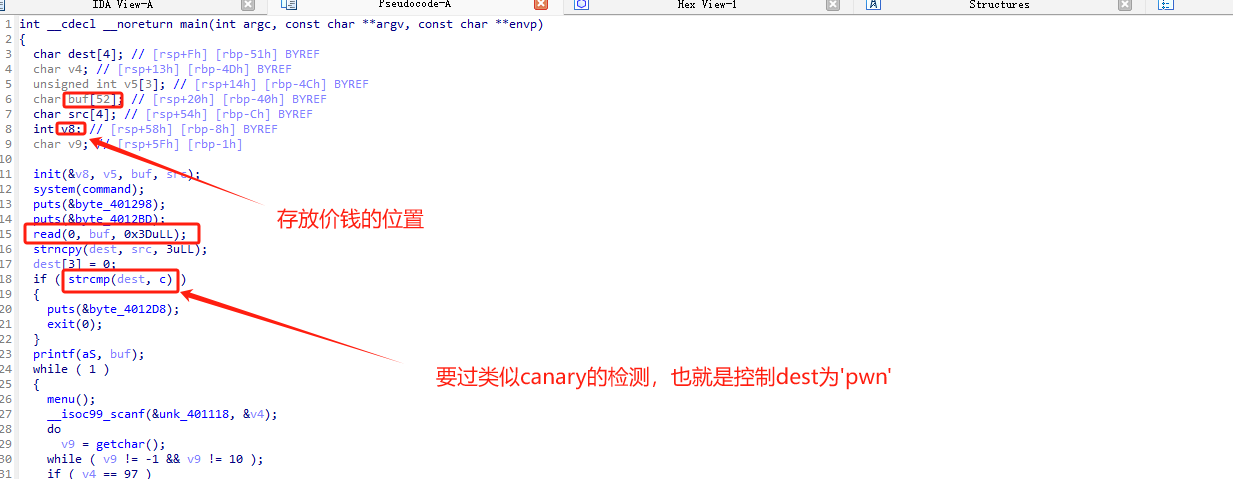 IDA View-A Pseudocode-A Hex View-1 Structures
1 int __cdecl __noreturn main(int argc, const char **argv, const char **envp)
2 {
3 char dest[4]; // [rsp+Fh] [rbp-51h] BYREF
4 char v4; // [rsp+13h] [rbp-4Dh] BYREF
5 unsigned int v5[3]; // [rsp+14h] [rbp-4Ch] BYREF
6 char buf[52]; // [rsp+20h] [rbp-40h] BYREF
7 char src[4]; // [rsp+54h] [rbp-Ch] BYREF
8 int v8; // [rsp+58h] [rbp-8h] BYREF
9 char v9; // [rsp+5Fh] [rbp-1h]
10
11 init(&v8, v5, buf, src);
12 system(command);
13 puts(&byte_401298);
存放价钱的位置
14 puts(&byte_4012BD);
15 read(0, buf, 0x3DuLL);
16 strncpy(dest, src, 3uLL);
17 dest[3] = 0;
18 if ( strcmp(dest, c) )
19 {
20 puts(&byte_4012D8);
21 exit(0);
22 }
23 printf(aS, buf);
24 while ( 1 )
要过类似canary的检测，也就是控制dest为'pwn'
25 {
26 menu();
27 __isoc99_scanf(&unk_401118, &v4);
28 do
29 v9 = getchar();
30 while ( v9 != -1 && v9 != 10 );
31 if ( v4 == 97 )